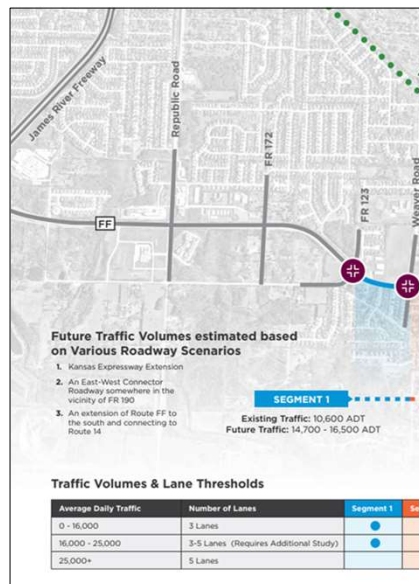 James River Freeway
Republic Road
FR 172
FR 123
Weaver Road
FF
Future Traffic Volumes estimated based
on Various Roadway Scenarios
1. Kansas Expressway Extension
2. An East-West Connector
Roadway somewhere in the
vicinity of FR 190
3. An extension of Route FF to
the south and connecting to
Route 14
SEGMENT 1
Existing Traffic: 10,600 ADT
Future Traffic: 14,700 - 16,500 ADT
Traffic Volumes & Lane Thresholds
Average Daily Traffic Number of Lanes Segment 1 Se
0 - 16,000 3 Lanes
16,000 - 25,000 3-5 Lanes (Requires Additional Study)
25,000+ 5 Lanes